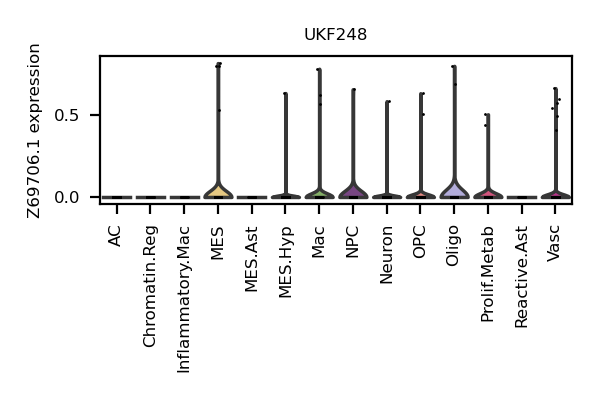 UKF248
Z69706.1 expression
0.5
0.0
AC
Chromatin.Reg
Inflammatory.Mac
MES
MES.Ast
MES.Hyp
Mac
NPC
Neuron
OPC
Oligo
Prolif.Metab
Reactive.Ast
Vasc